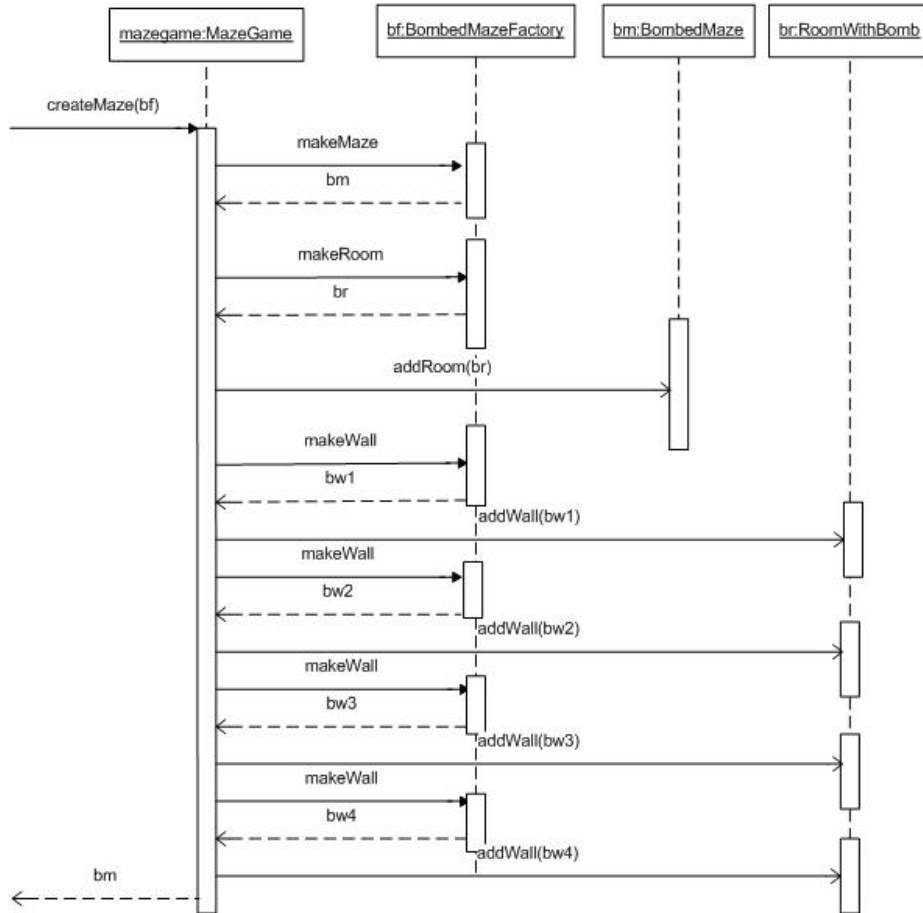 mazegame:MazeGame
bf:BombedMazeFactory
bm:BombedMaze
br:RoomWithBomb
createMaze(bf)
makeMaze
bm
makeRoom
br
addRoom(br)
makeWall
bw1
addWall(bw1)
makeWall
bw2
addWall(bw2)
makeWall
bw3
addWall(bw3)
makeWall
bw4
addWall(bw4)
bm